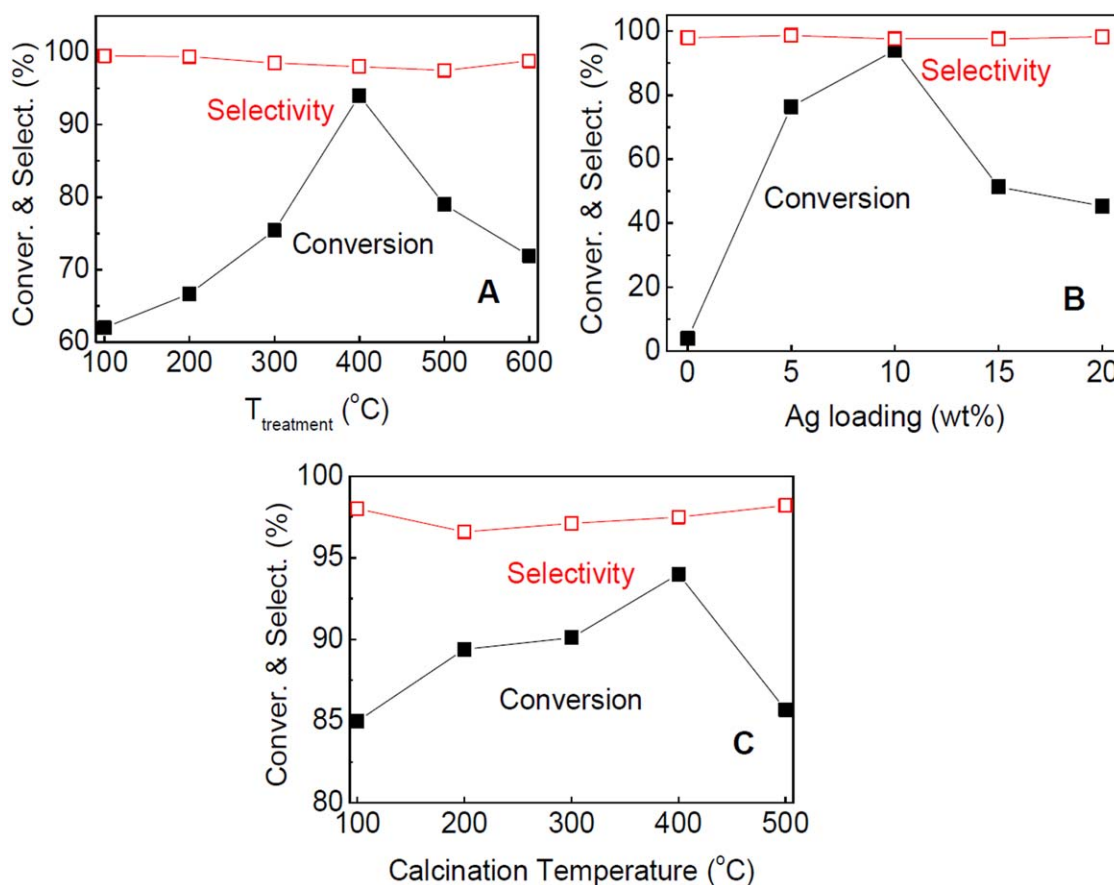 Conver. & Select. (%)
100
90
80
70
60
Selectivity
Conversion
A
100 200 300 400 500 600
T_treatment (°C)
Conver. & Select. (%)
100
80
60
40
20
0
Selectivity
Conversion
B
0 5 10 15 20
Ag loading (wt%)
Conver. & Select. (%)
100
95
90
85
80
Selectivity
Conversion
C
100 200 300 400 500
Calcination Temperature (°C)